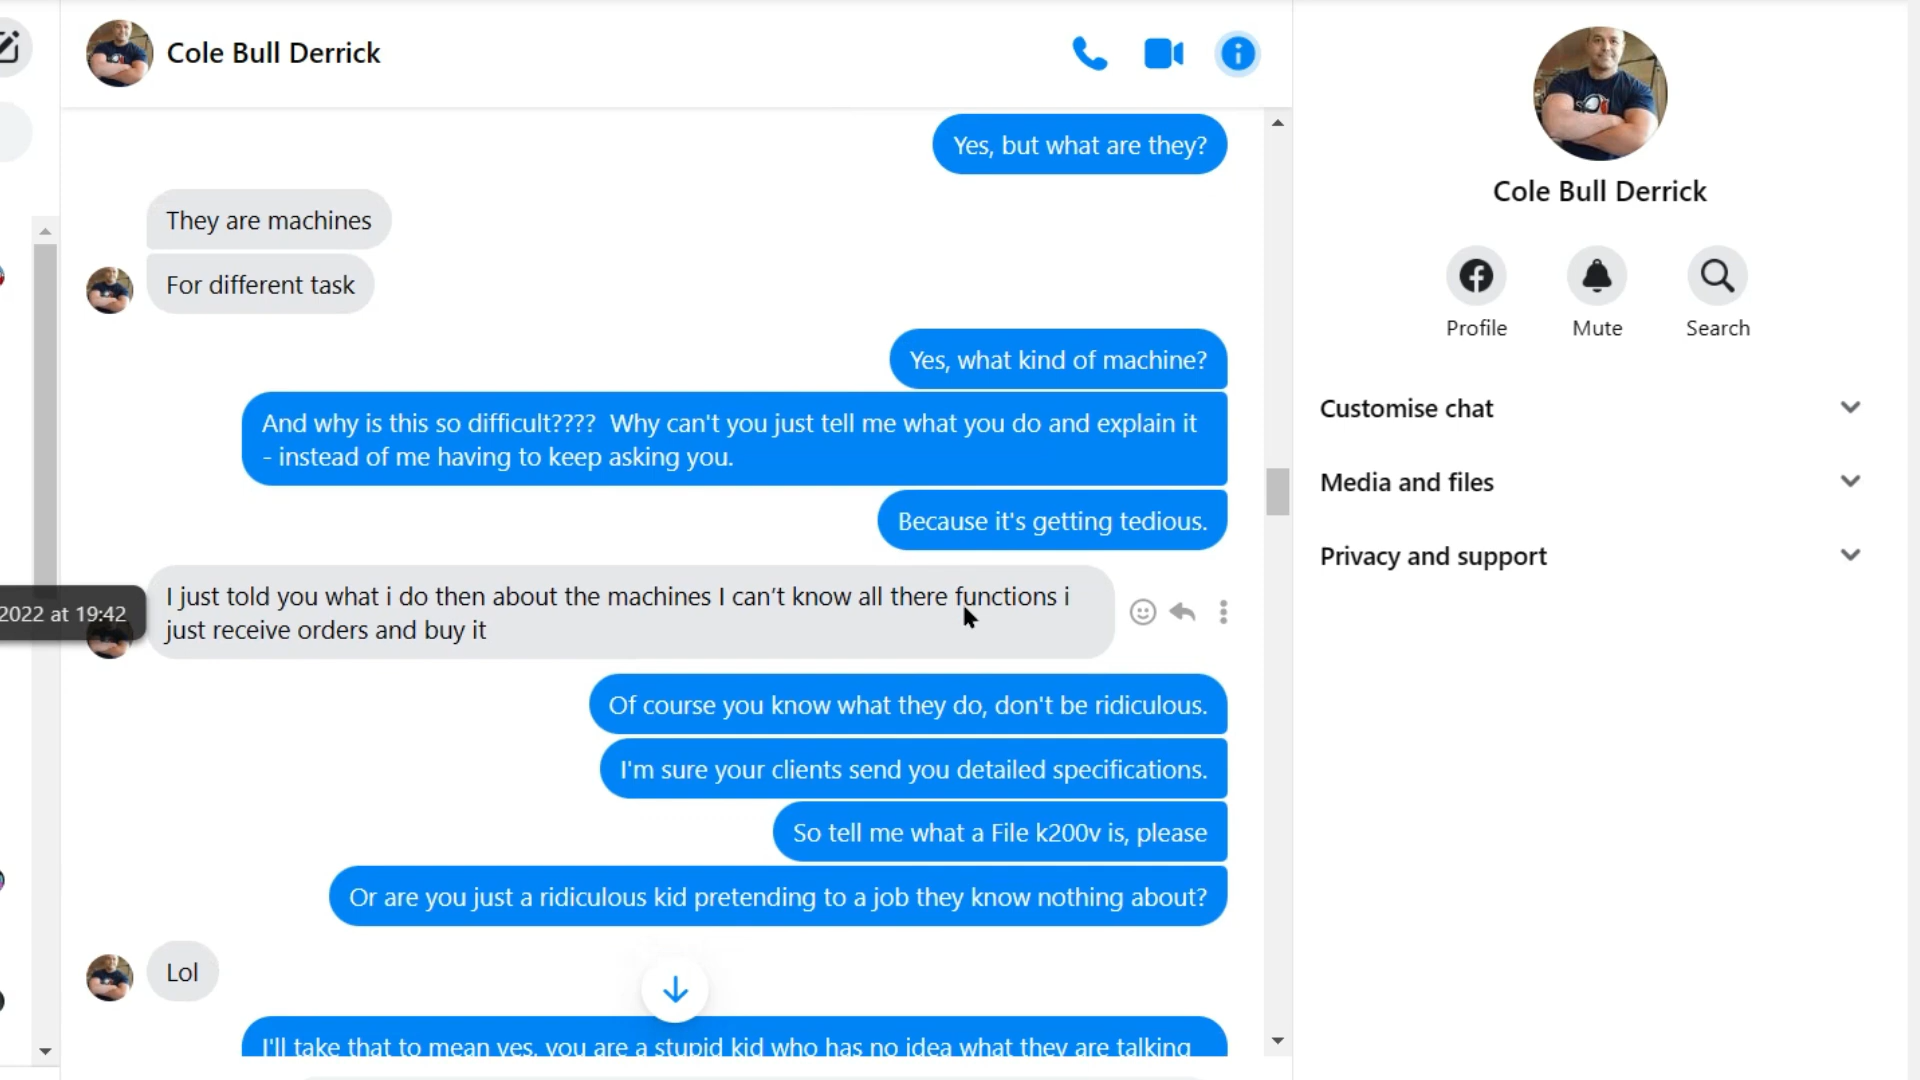 Cole Bull Derrick
Yes, but what are they?
They are machines
For different task
Yes, what kind of machine?
And why is this so difficult???? Why can't you just tell me what you do and explain it
- instead of me having to keep asking you.
Because it's getting tedious.
I just told you what i do then about the machines I can’t know all there functions i
just receive orders and buy it
2022 at 19:42
Of course you know what they do, don't be ridiculous.
I'm sure your clients send you detailed specifications.
So tell me what a File k200v is, please
Or are you just a ridiculous kid pretending to a job they know nothing about?
Lol
I'll take that to mean yes, you are a stupid kid who has no idea what they are talking
Cole Bull Derrick
Profile
Mute
Search
Customise chat
Media and files
Privacy and support